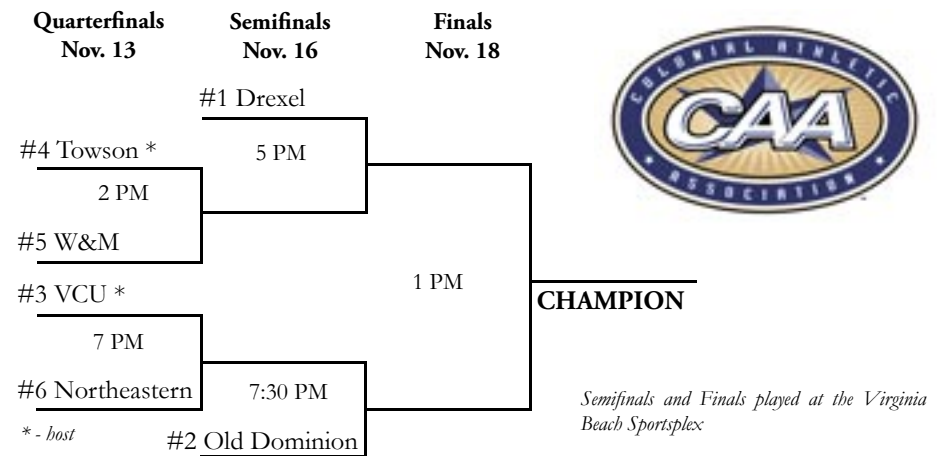 Quarterfinals
Nov. 13
Semifinals
Nov. 16
Finals
Nov. 18
COLONIAL ATHLETIC
CAA
ASSOCIATION
#1 Drexel
#4 Towson *
5 PM
2 PM
#5 W&M
#3 VCU *
1 PM
CHAMPION
7 PM
#6 Northeastern
7:30 PM
Semifinals and Finals played at the Virginia
Beach Sportsplex
* - host
#2 Old Dominion